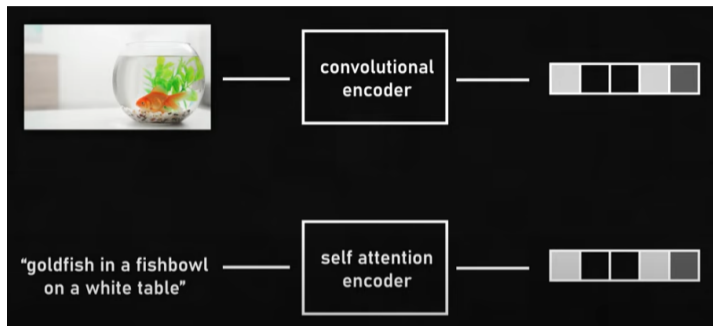 convolutional
encoder
"goldfish in a fishbowl
on a white table"
self attention
encoder